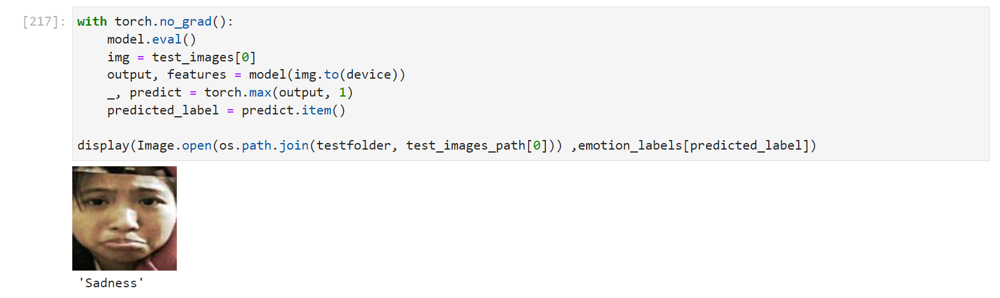 [217]:
with torch.no_grad():
    model.eval()
    img = test_images[0]
    output, features = model(img.to(device))
    _, predict = torch.max(output, 1)
    predicted_label = predict.item()

display(Image.open(os.path.join(testfolder, test_images_path[0])) ,emotion_labels[predicted_label])
'Sadness'